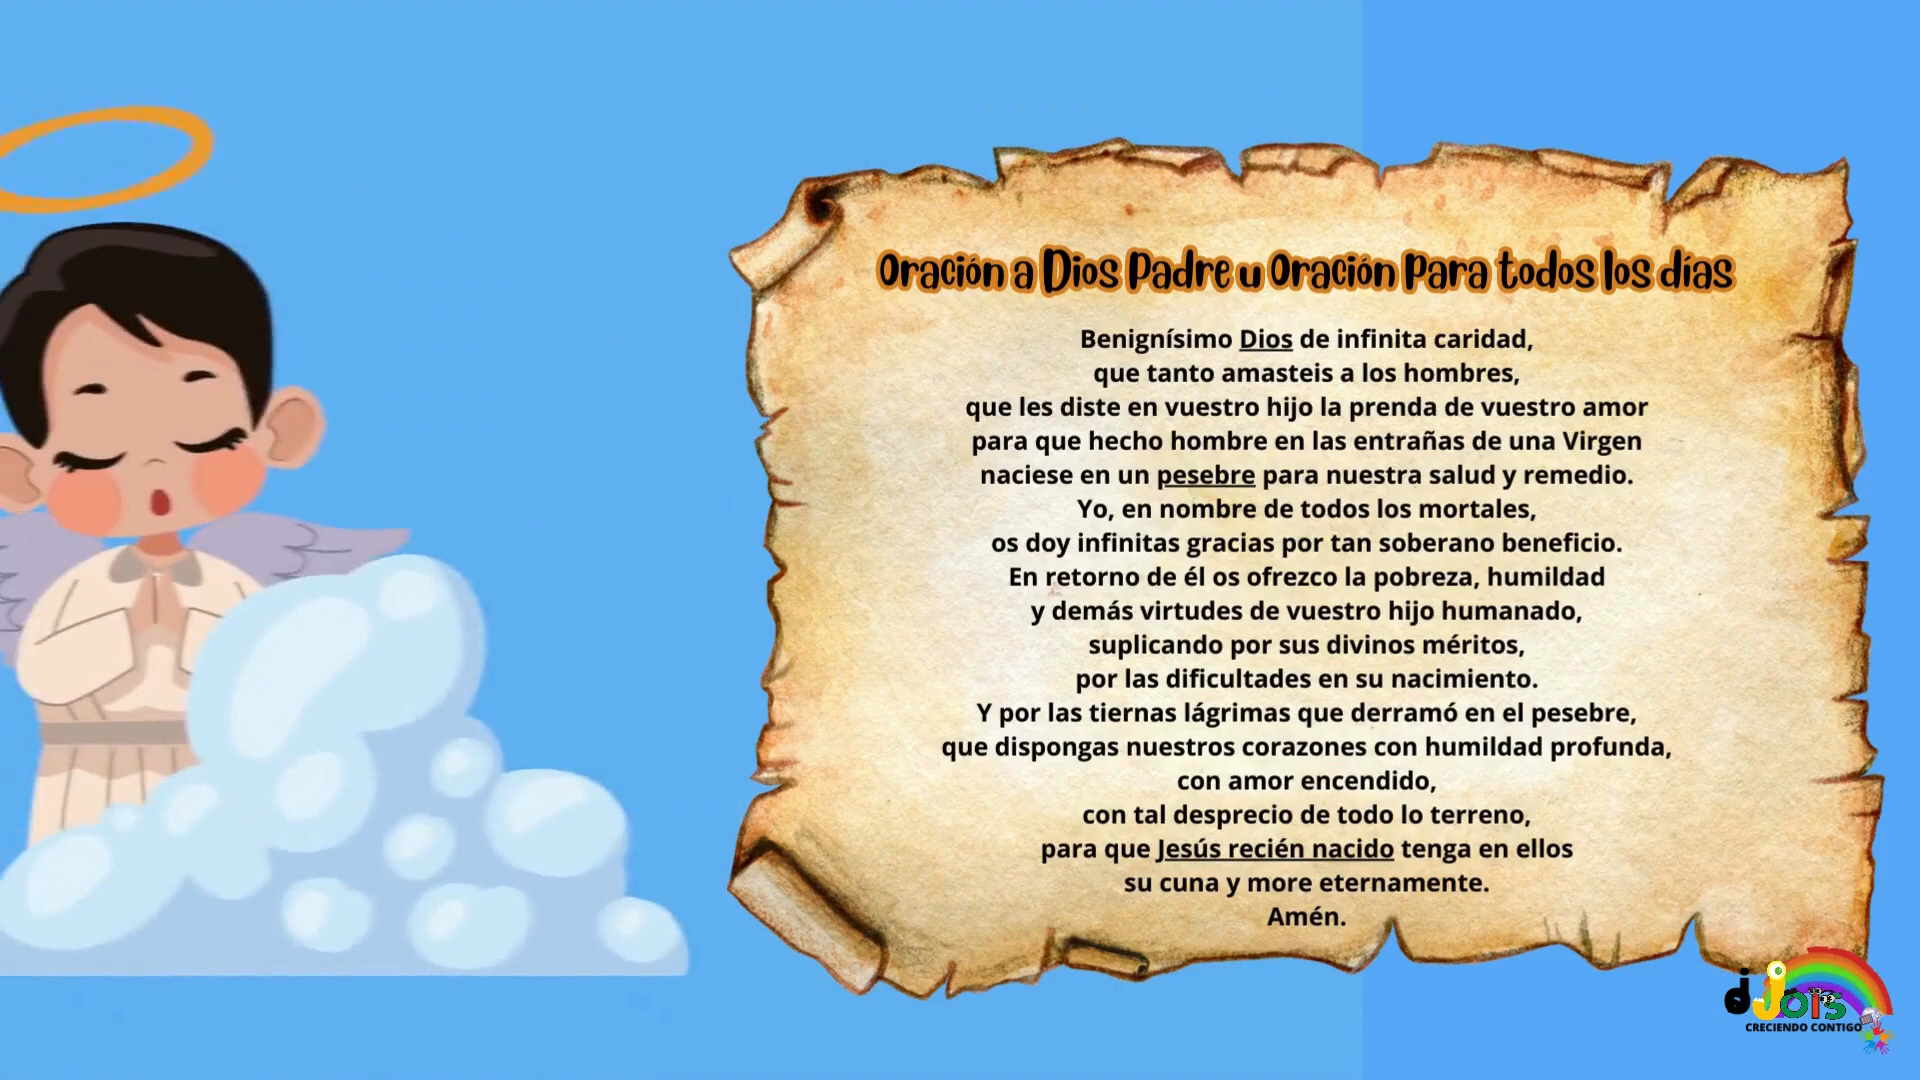 Oración a Dios Padre u Oración Para todos los días
Benignísimo Dios de infinita caridad,
que tanto amasteis a los hombres,
que les diste en vuestro hijo la prenda de vuestro amor
para que hecho hombre en las entrañas de una Virgen
naciese en un pesebre para nuestra salud y remedio.
Yo, en nombre de todos los mortales,
os doy infinitas gracias por tan soberano beneficio.
En retorno de él os ofrezco la pobreza, humildad
y demás virtudes de vuestro hijo humanado,
suplicando por sus divinos méritos,
por las dificultades en su nacimiento.
Y por las tiernas lágrimas que derramó en el pesebre,
que dispongas nuestros corazones con humildad profunda,
con amor encendido,
con tal desprecio de todo lo terreno,
para que Jesús recién nacido tenga en ellos
su cuna y more eternamente.
Amén.
di Jois
CRECIENDO CONTIGO